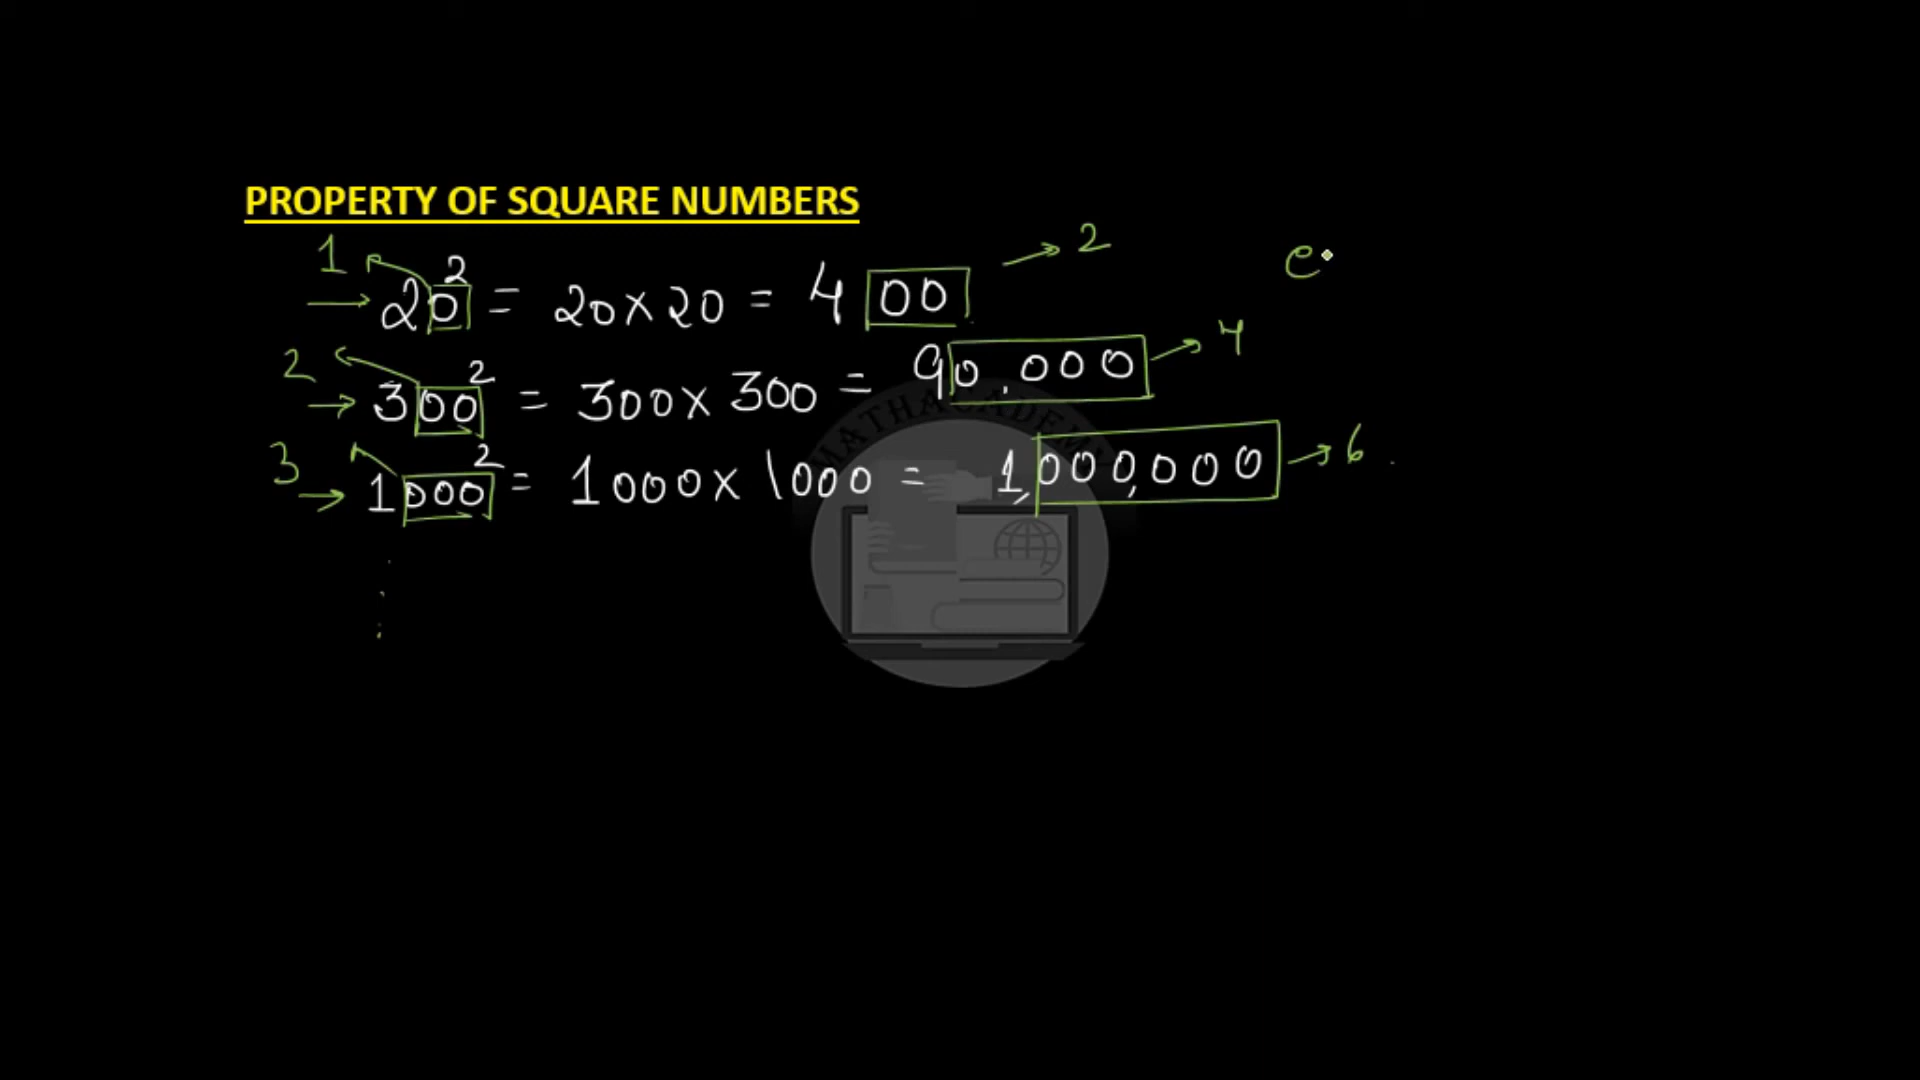 PROPERTY OF SQUARE NUMBERS
1 → 20² = 20 × 20 = 400 → 2
e
2 → 300² = 300 × 300 = 90.000 → 4
3 → 1000² = 1000 × 1000 = 1,000,000 → 6.
MATHACADEMY